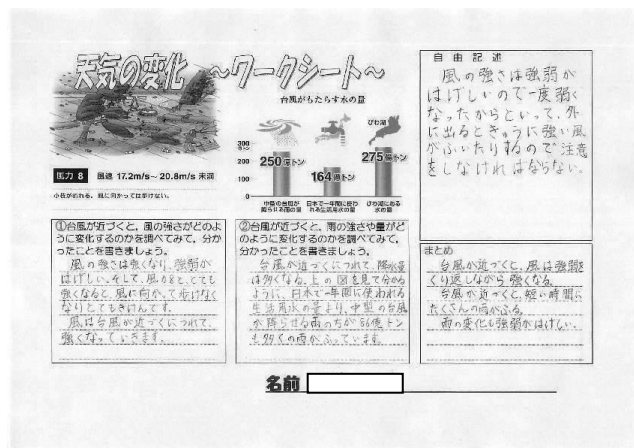 天気の変化 ～ワークシート～
台風がもたらす水の量
300
億トン
250億トン
164億トン
びわ湖
275億トン
0
中型の台風が
降らせる雨の量
日本で一年間に使わ
れる生活用水の量
びわ湖にある
水の量
風力 8 風速 17.2m/s～20.8m/s 未満
小枝が折れる。風に向かっては歩けない。
自由記述
風の強さは強弱が
はげしいので一度弱く
なったからといって、外
に出るときゅうに強い風
がふいたりするので注意
をしなければならない。
①台風が近づくと、風の強さがどのよ
うに変化するのかを調べてみて、分か
ったことを書きましょう。
風の強さは強くなり、強弱が
はげしい。そして、風力8と、とても
強くなると、風に向かって歩けなく
なりとてもきけんです。
風は台風が近づくにつれて、
強くなっていきます。
②台風が近づくと、雨の強さや量がど
のように変化するのかを調べてみて、
分かったことを書きましょう。
台風が近づくにつれて、降水量
は多くなる。上の図を見て分かる
ように、日本で一年間に使われる
生活用水の量より、中型の台風
が降らせる雨の方が86億トン
も多くの雨がふっています。
まとめ
台風が近づくと、風は強弱を
くり返しながら強くなる。
台風が近づくと、短い時間に
たくさんの雨がふる。
雨の変化も強弱がはげしい。
名前